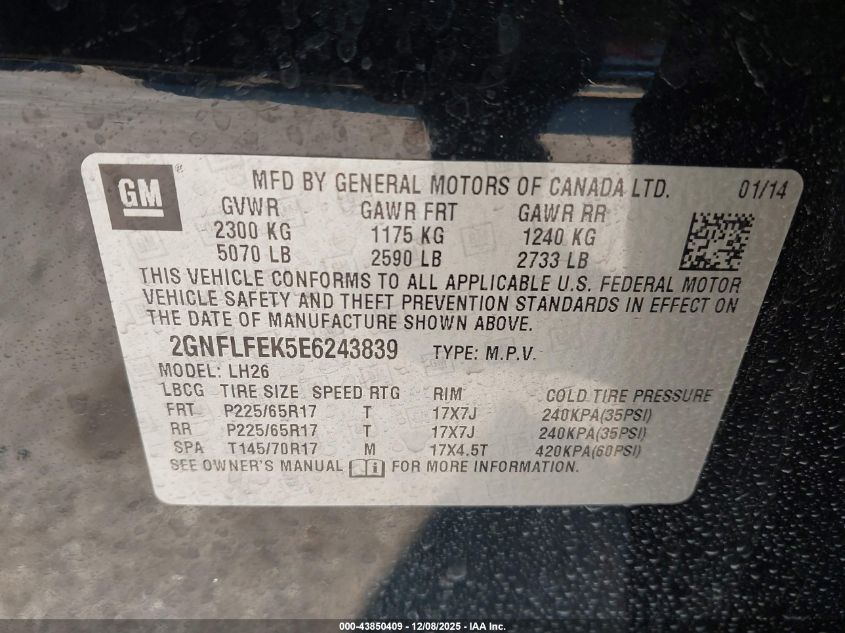 GM ®
MFD BY GENERAL MOTORS OF CANADA LTD. 01/14
GVWR GAWR FRT GAWR RR
2300 KG 1175 KG 1240 KG
5070 LB 2590 LB 2733 LB
THIS VEHICLE CONFORMS TO ALL APPLICABLE U.S. FEDERAL MOTOR
VEHICLE SAFETY AND THEFT PREVENTION STANDARDS IN EFFECT ON
THE DATE OF MANUFACTURE SHOWN ABOVE.
2GNFLFEK5E6243839 TYPE: M.P.V.
MODEL: LH26
LBCG TIRE SIZE SPEED RTG RIM COLD TIRE PRESSURE
FRT P225/65R17 T 17X7J 240KPA(35PSI)
RR P225/65R17 T 17X7J 240KPA(35PSI)
SPA T145/70R17 M 17X4.5T 420KPA(60PSI)
SEE OWNER'S MANUAL FOR MORE INFORMATION.
000-43850409 - 12/08/2025 - IAA Inc.